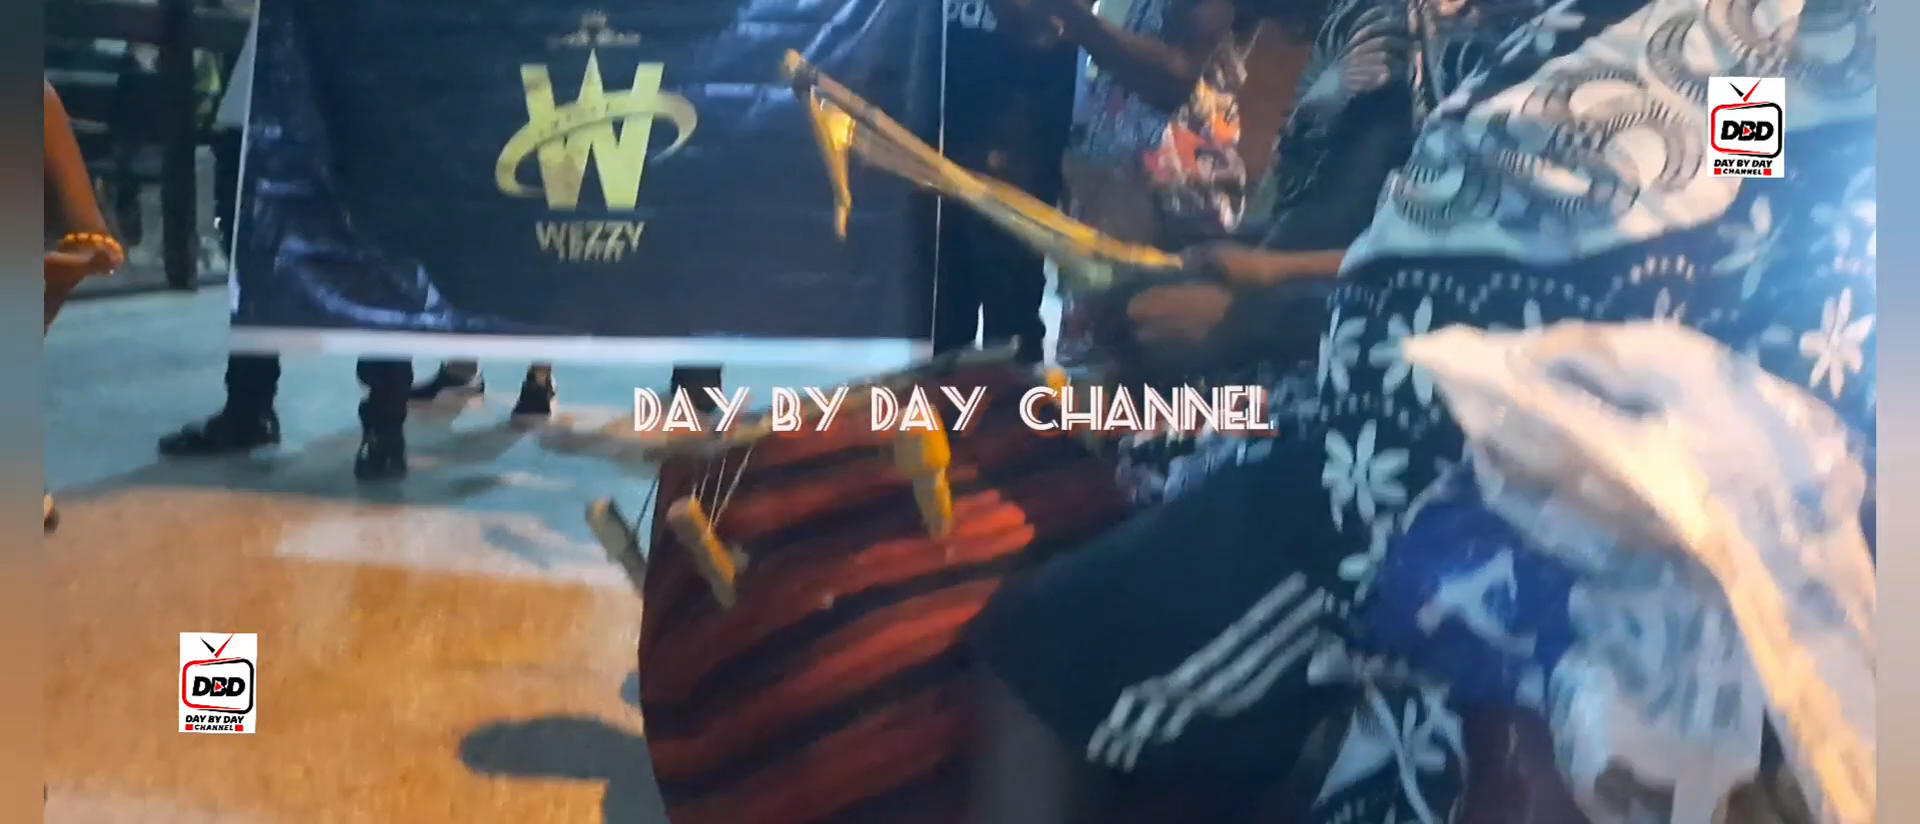 W
WEZZY
DBD
DAY BY DAY
CHANNEL
DAY BY DAY CHANNEL
DBD
DAY BY DAY
CHANNEL